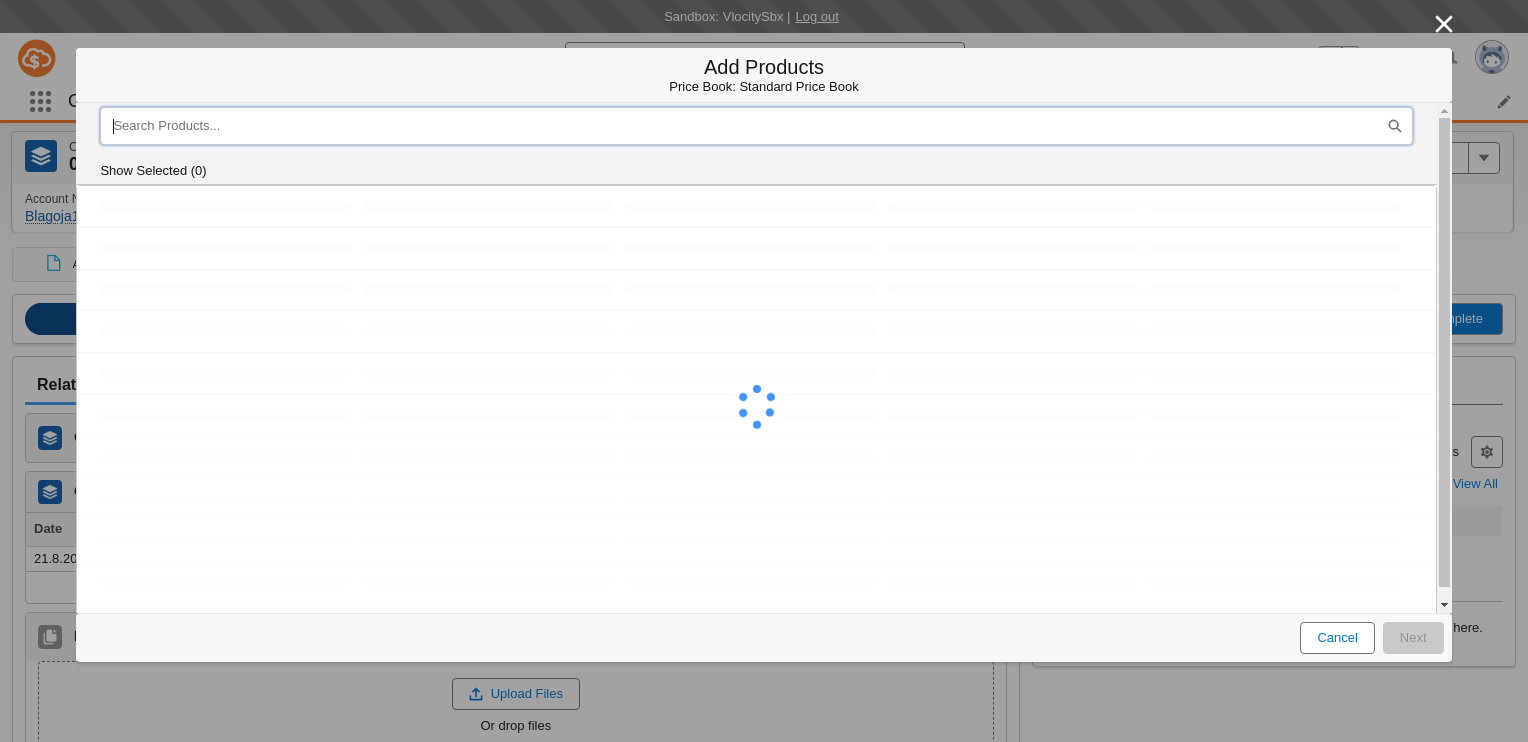 Sandbox: VlocitySbx | Log out
Add Products
Price Book: Standard Price Book
Search Products...
Show Selected (0)
Account N
Blagoja1
Relat
Date
21.8.20
mplete
s
View All
here.
Cancel
Next
Upload Files
Or drop files